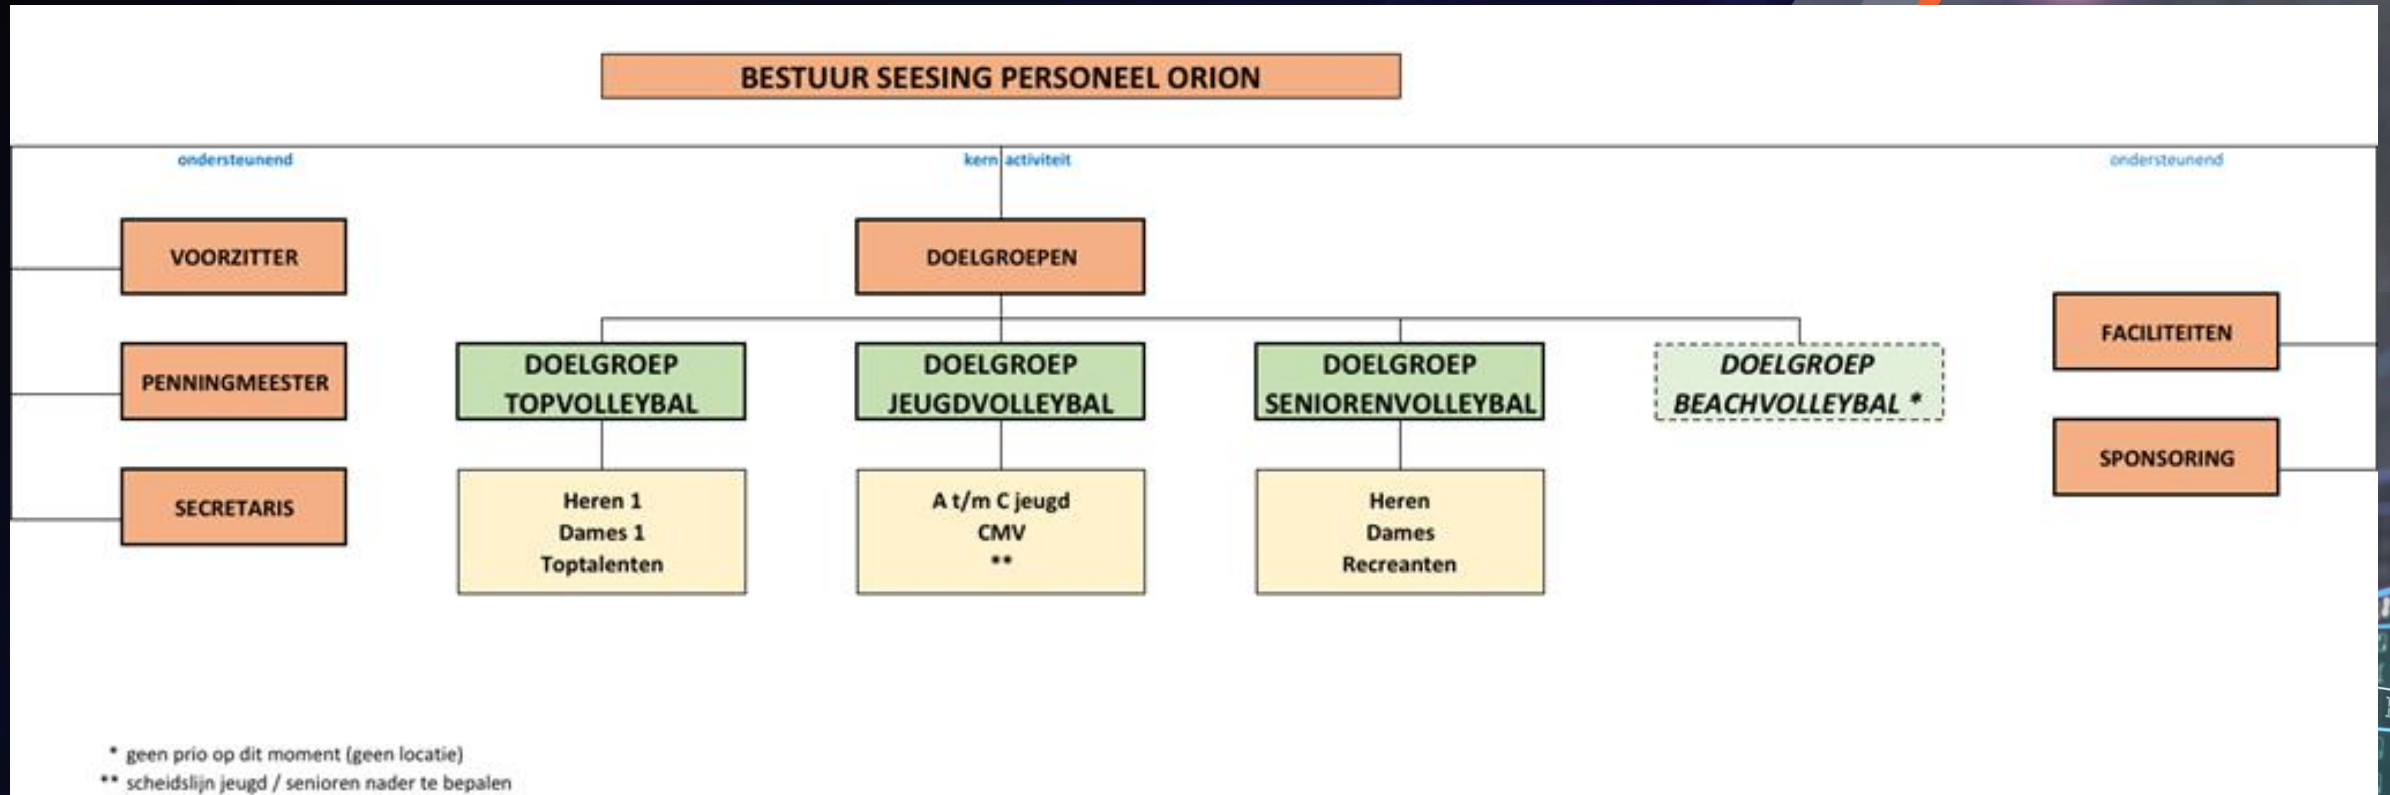 BESTUUR SEESING PERSONEEL ORION
ondersteunend
kern activiteit
ondersteunend
VOORZITTER
DOELGROEPEN
FACILITEITEN
PENNINGMEESTER
DOELGROEP
TOPVOLLEYBAL
DOELGROEP
JEUGDVOLLEYBAL
DOELGROEP
SENIORENVOLLEYBAL
DOELGROEP
BEACHVOLLEYBAL *
SPONSORING
SECRETARIS
Heren 1
Dames 1
Toptalenten
A t/m C jeugd
CMV
**
Heren
Dames
Recreanten
* geen prio op dit moment (geen locatie)
** scheidslijn jeugd / senioren nader te bepalen